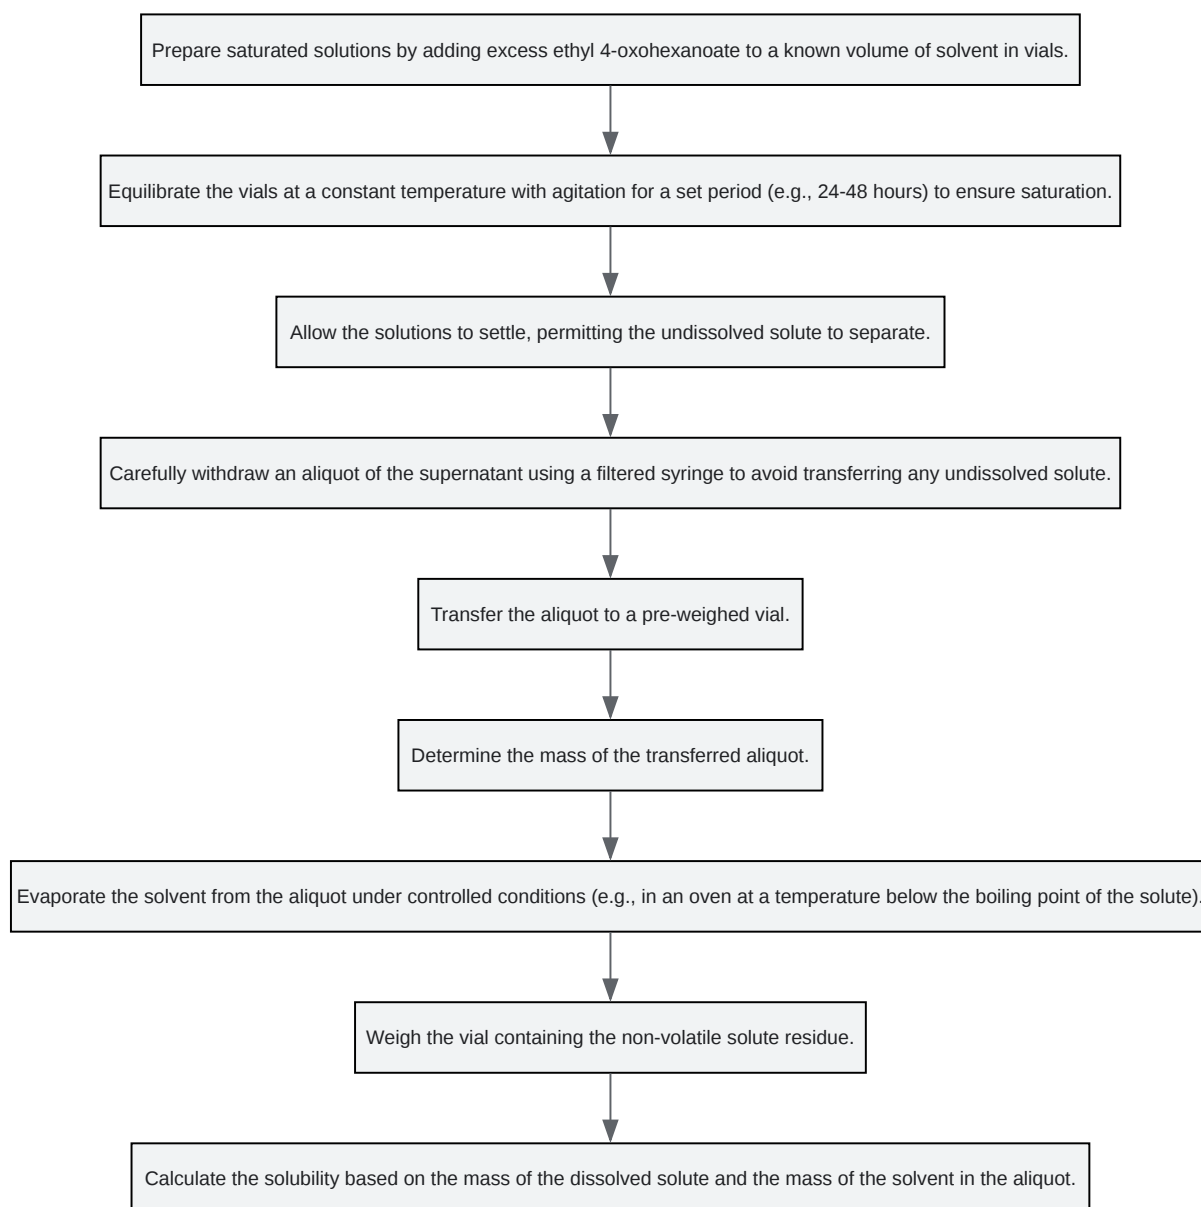 Prepare saturated solutions by adding excess ethyl 4-oxohexanoate to a known volume of solvent in vials.
Equilibrate the vials at a constant temperature with agitation for a set period (e.g., 24-48 hours) to ensure saturation.
Allow the solutions to settle, permitting the undissolved solute to separate.
Carefully withdraw an aliquot of the supernatant using a filtered syringe to avoid transferring any undissolved solute.
Transfer the aliquot to a pre-weighed vial.
Determine the mass of the transferred aliquot.
Evaporate the solvent from the aliquot under controlled conditions (e.g., in an oven at a temperature below the boiling point of the solute).
Weigh the vial containing the non-volatile solute residue.
Calculate the solubility based on the mass of the dissolved solute and the mass of the solvent in the aliquot.